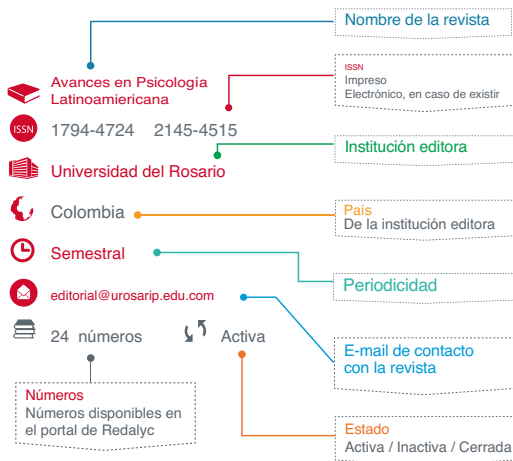 Nombre de la revista
Avances en Psicología
Latinoamiericana
ISSN
Impreso
Electrónico, en caso de existir
ISSN
1794-4724 2145-4515
Institución editora
Universidad del Rosario
País
De la institución editora
Colombia
Semestral
Periodicidad
editorial@urosarip.edu.com
24 números
Activa
E-mail de contacto
con la revista
Números
Números disponibles en
el portal de Redalyc
Estado
Activa / Inactiva / Cerrada